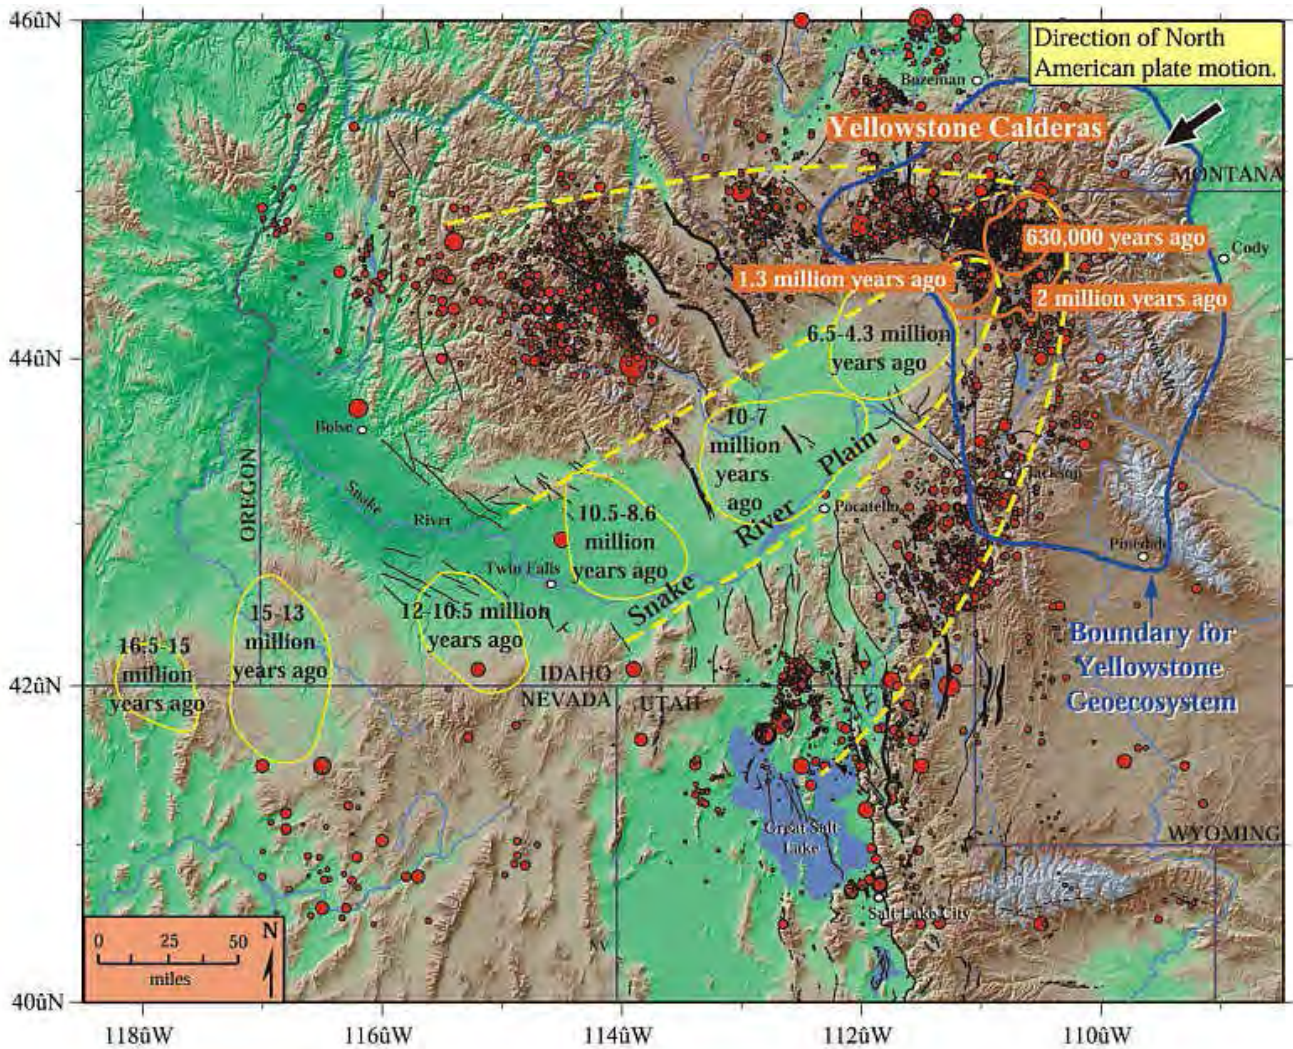 46ûN
Direction of North
American plate motion.
Bozeman
Yellowstone Calderas
MONTANA
630,000 years ago
Cody
1.3 million years ago
2 million years ago
6.5-4.3 million
years ago
44ûN
10-7
million
years
ago
Boise
OREGON
Snake
River
Plain
River
Snake
Jackson
Pocatello
10.5-8.6
million
years ago
Pinedale
Twin Falls
12-10.5 million
years ago
15-13
million
years ago
16.5-15
million
years ago
Boundary for
Yellowstone
Geoecosystem
42ûN
IDAHO
NEVADA
UTAH
Great Salt
Lake
WYOMING
Salt Lake City
NV
0 25 50
miles
N
40ûN
118ûW 116ûW 114ûW 112ûW 110ûW